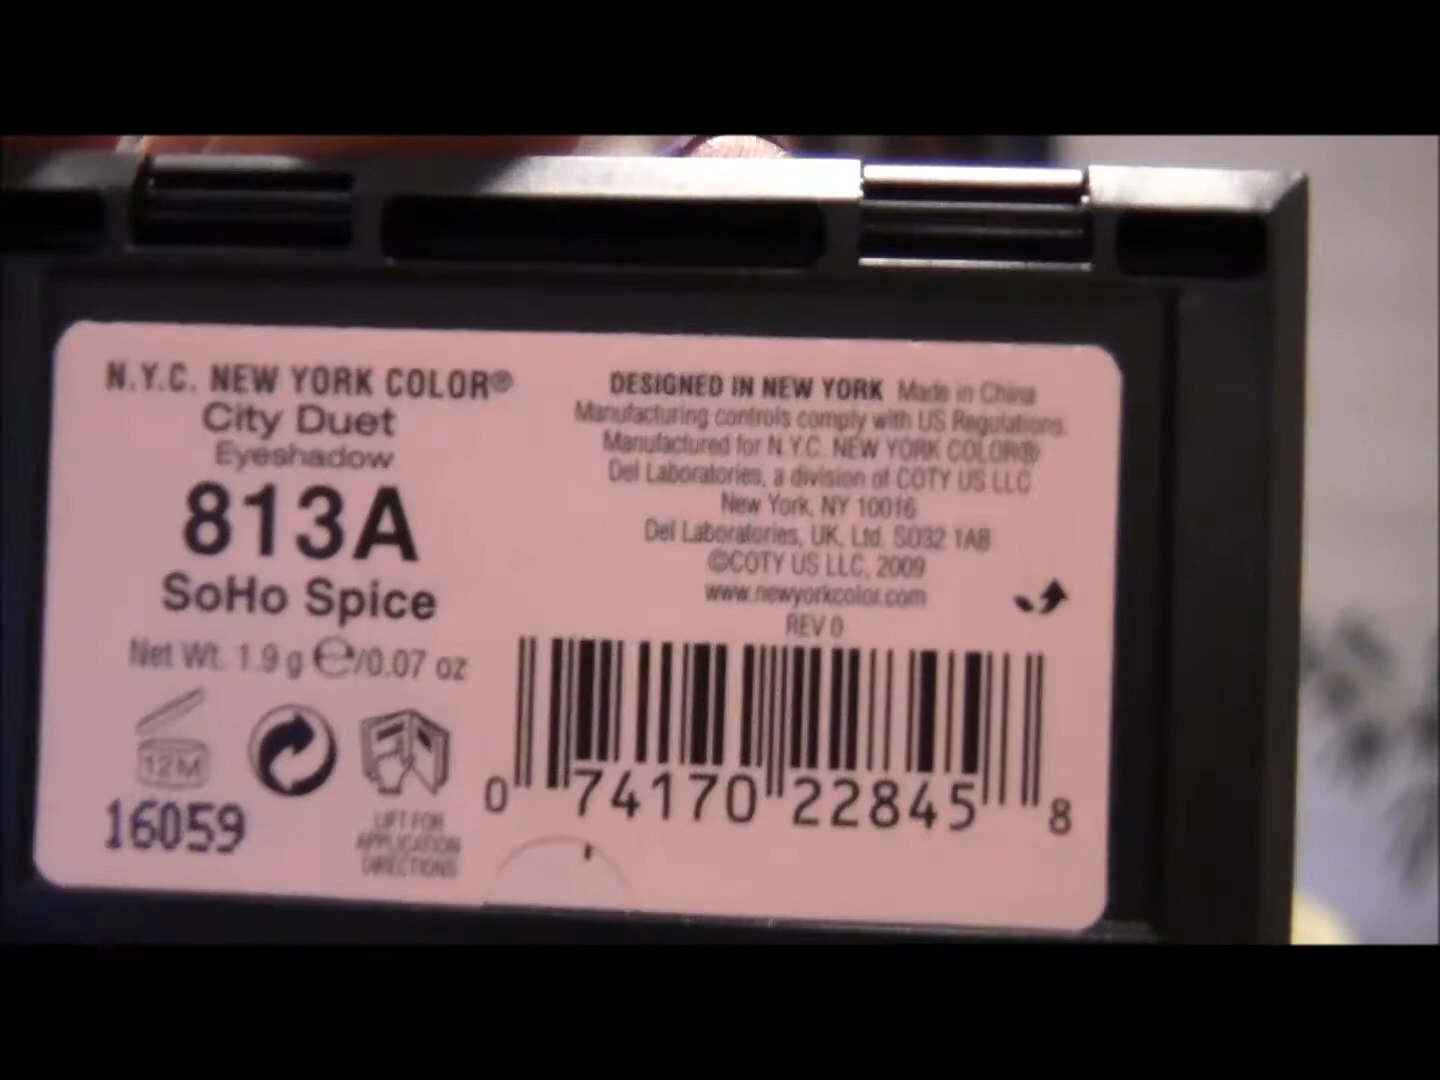 N.Y.C. NEW YORK COLOR®
City Duet
Eyeshadow
813A
SoHo Spice
Net Wt. 1.9 g ℮/0.07 oz
12M
16059
LIFT FOR
APPLICATION
DIRECTIONS
DESIGNED IN NEW YORK Made in China
Manufacturing controls comply with US Regulations.
Manufactured for N.Y.C. NEW YORK COLOR®
Del Laboratories, a division of COTY US LLC
New York, NY 10016
Del Laboratories, UK, Ltd. SO32 1AB
©COTY US LLC, 2009
www.newyorkcolor.com
REV 0
0 74170 22845 8